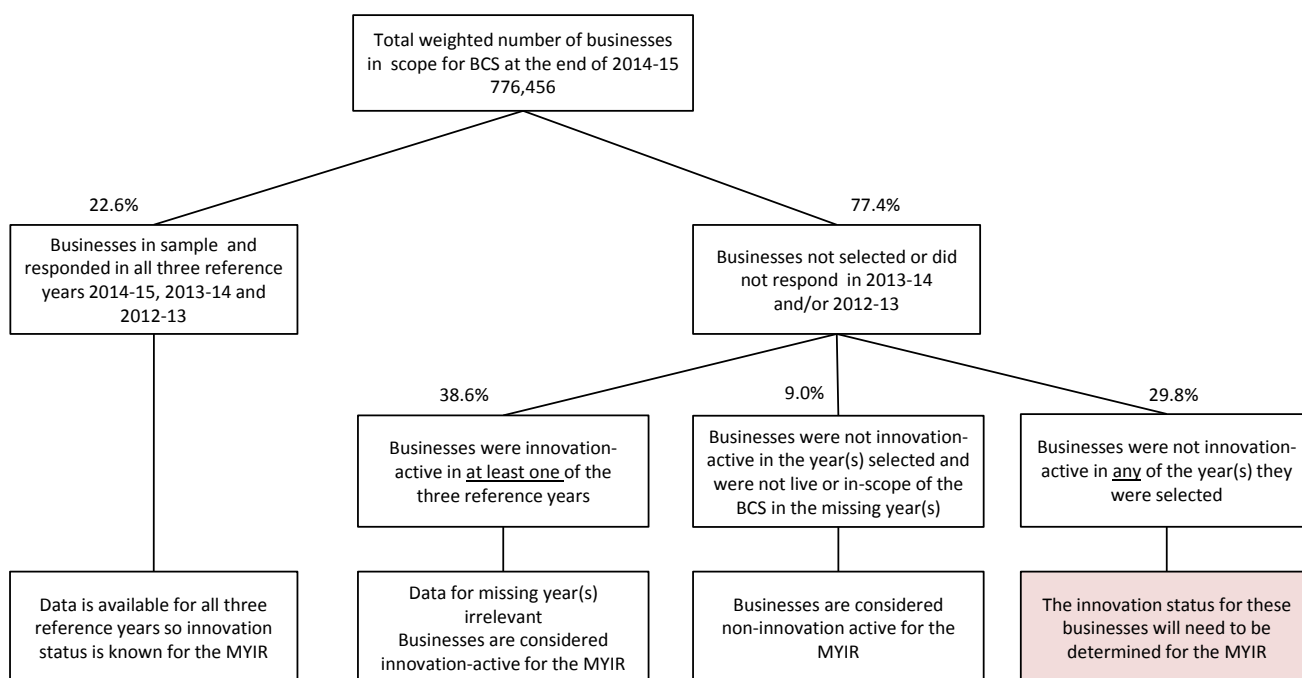 Total weighted number of businesses
in scope for BCS at the end of 2014-15
776,456
22.6%
77.4%
Businesses in sample and
responded in all three reference
years 2014-15, 2013-14 and
2012-13
Businesses not selected or did
not respond in 2013-14
and/or 2012-13
38.6%
9.0%
29.8%
Businesses were innovation-
active in at least one of the
three reference years
Businesses were not innovation-
active in the year(s) selected and
were not live or in-scope of the
BCS in the missing year(s)
Businesses were not innovation-
active in any of the year(s) they
were selected
Data is available for all three
reference years so innovation
status is known for the MYIR
Data for missing year(s)
irrelevant
Businesses are considered
innovation-active for the MYIR
Businesses are considered
non-innovation active for the
MYIR
The innovation status for these
businesses will need to be
determined for the MYIR